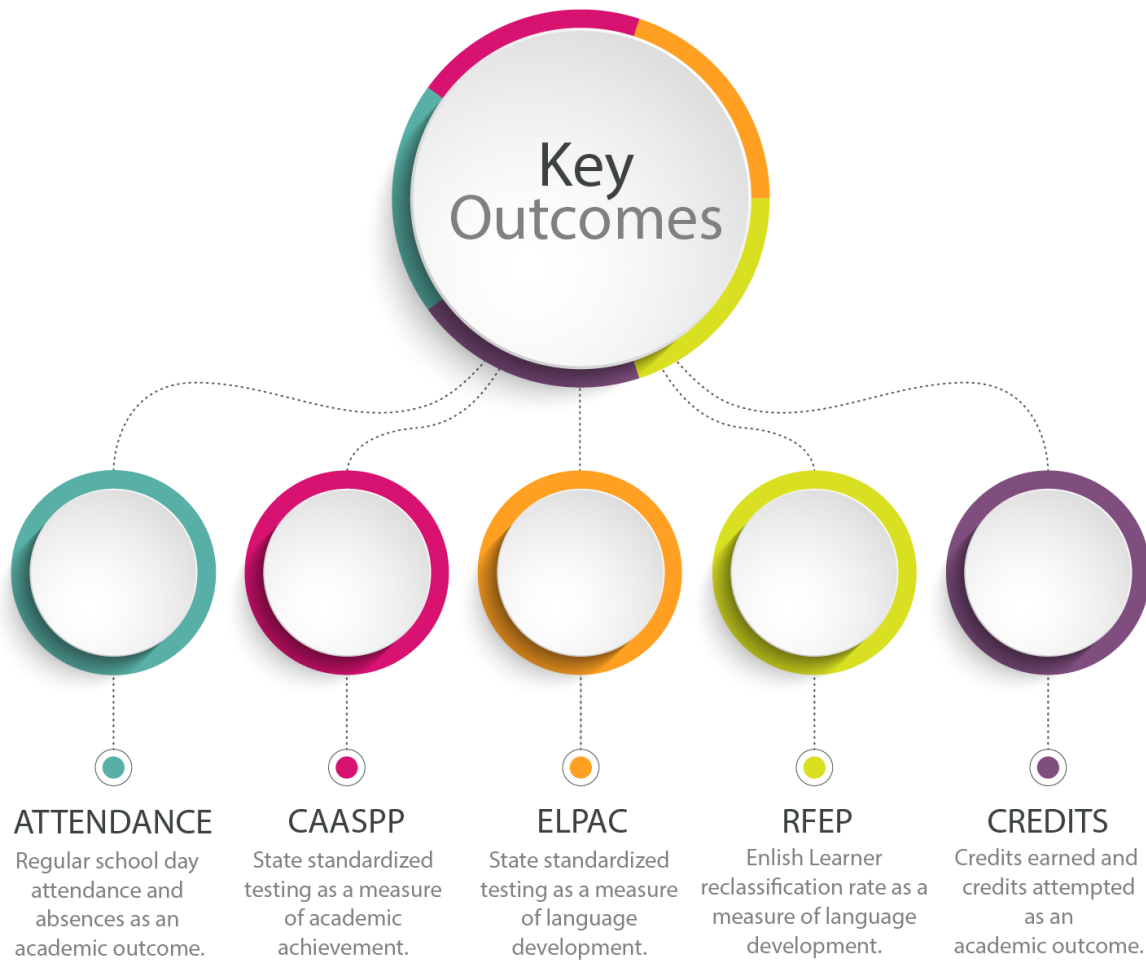 Key
Outcomes
ATTENDANCE
Regular school day
attendance and
absences as an
academic outcome.
CAASPP
State standardized
testing as a measure
of academic
achievement.
ELPAC
State standardized
testing as a measure
of language
development.
RFEP
Enlish Learner
reclassification rate as a
measure of language
development.
CREDITS
Credits earned and
credits attempted
as an
academic outcome.